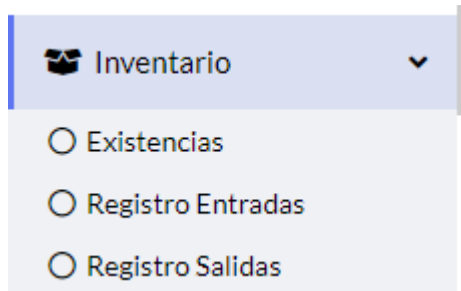 Inventario
Existencias
Registro Entradas
Registro Salidas